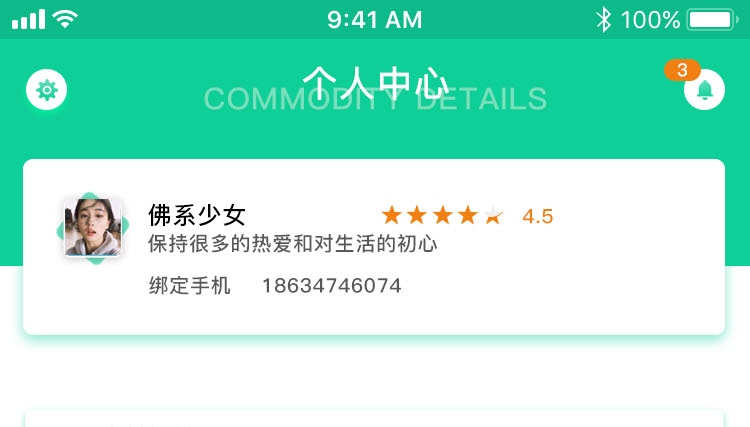 9:41 AM 100%
3
个人中心
COMMODITY DETAILS
佛系少女 4.5
保持很多的热爱和对生活的初心
绑定手机 18634746074